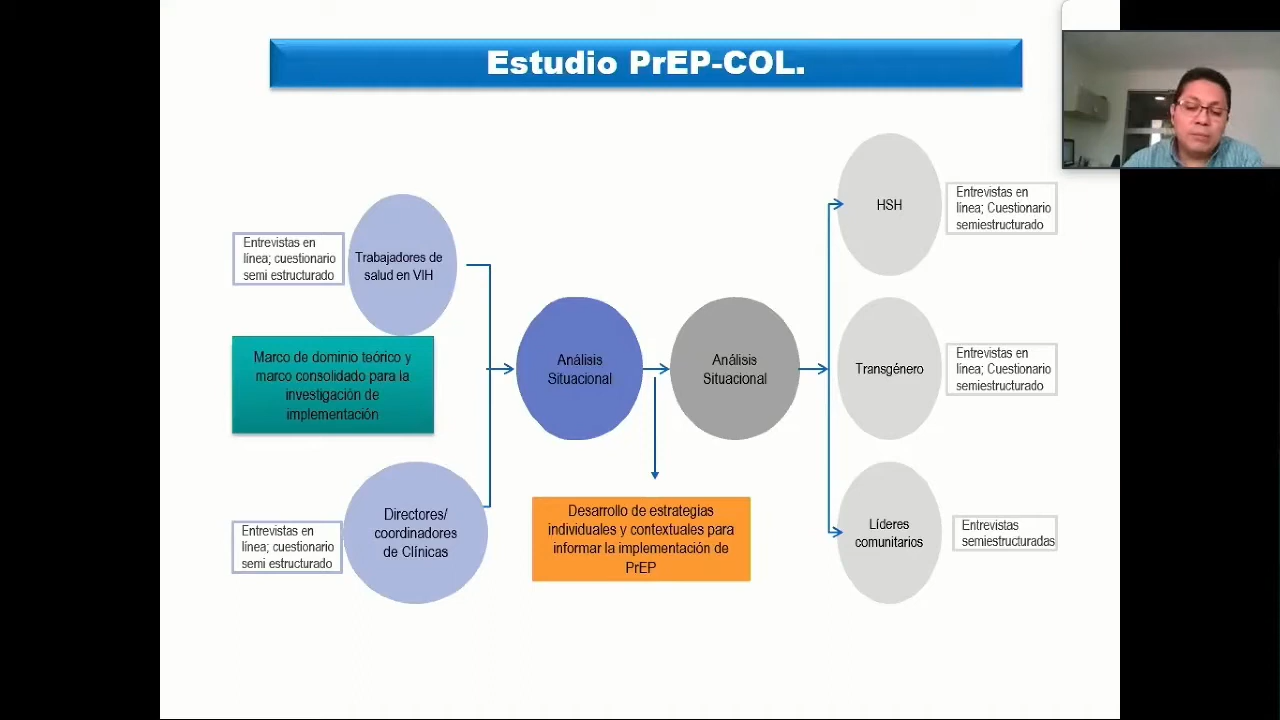 Estudio PrEP-COL.
Entrevistas en
línea; cuestionario
semi estructurado
Trabajadores de
salud en VIH
Marco de dominio teórico y
marco consolidado para la
investigación de
implementación
Entrevistas en
línea; cuestionario
semi estructurado
Directores/
coordinadores
de Clínicas
Análisis
Situacional
Análisis
Situacional
Desarrollo de estrategias
individuales y contextuales para
informar la implementación de
PrEP
HSH
Entrevistas en
línea; Cuestionario
semiestructurado
Transgénero
Entrevistas en
línea; Cuestionario
semiestructurado
Líderes
comunitarios
Entrevistas
semiestructuradas